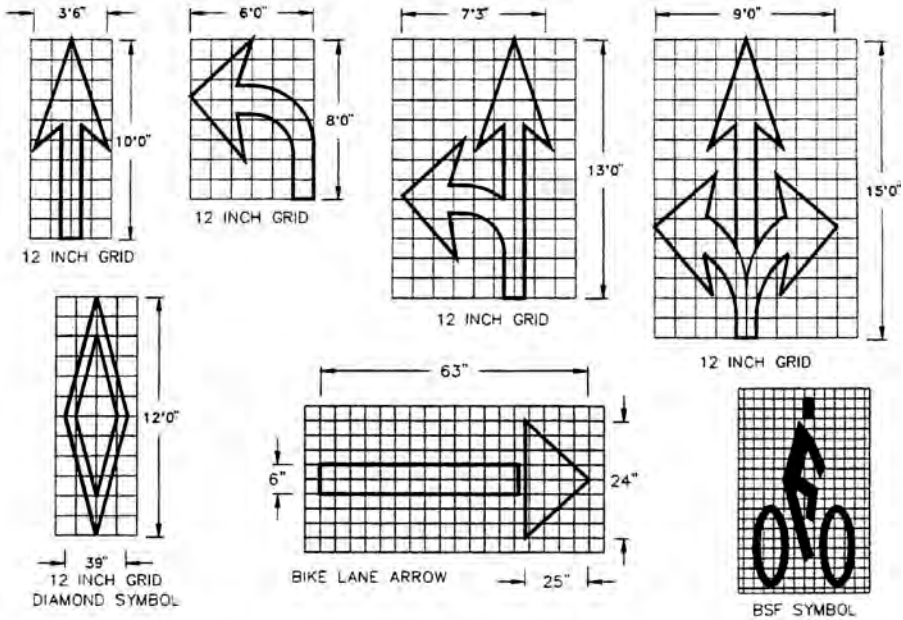 3'6"
6'0"
7'3"
9'0"
10'0"
8'0"
13'0"
15'0"
12 INCH GRID
12 INCH GRID
12 INCH GRID
12 INCH GRID
12'0"
63"
6"
24"
39"
12 INCH GRID
DIAMOND SYMBOL
BIKE LANE ARROW
25"
BSF SYMBOL